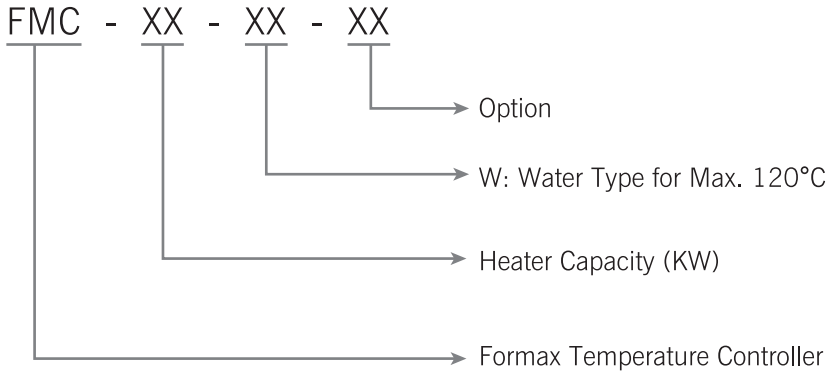 FMC - XX - XX - XX
Option
W: Water Type for Max. 120°C
Heater Capacity (KW)
Formax Temperature Controller